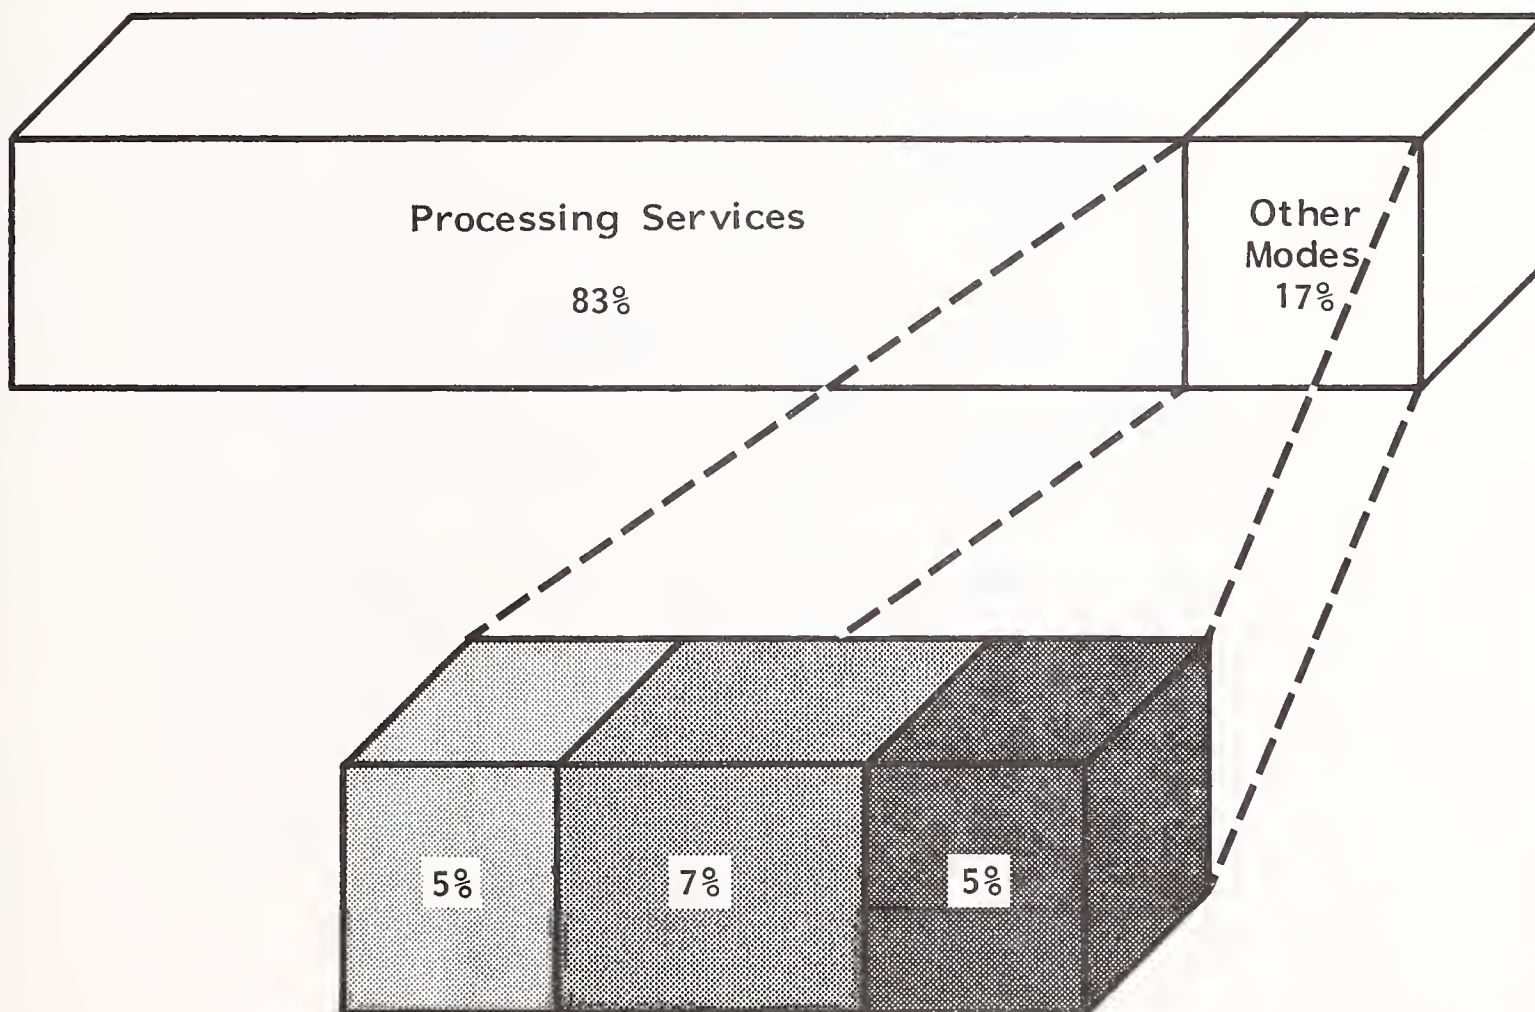 Processing Services
83%
Other
Modes
17%
5%
7%
5%